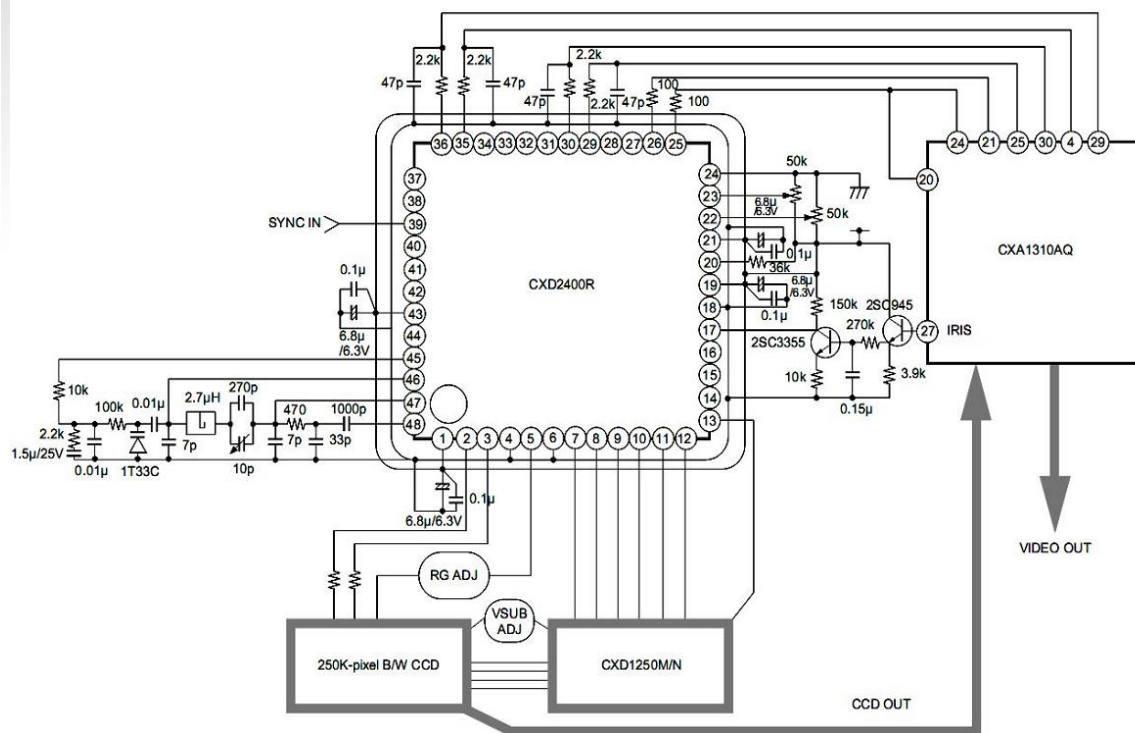 2.2k
2.2k
47p
47p
2.2k
47p
2.2k
47p
100
100
36
35
34
33
32
31
30
29
28
27
26
25
24
21
25
30
4
29
20
CXA1310AQ
27
IRIS
37
38
SYNC IN
39
40
41
42
0.1µ
43
6.8µ
/6.3V
44
45
46
47
48
CXD2400R
24
23
22
21
20
19
18
17
16
15
14
13
50k
6.8µ
/6.3V
50k
0.1µ
36k
6.8µ
/6.3V
0.1µ
150k
2SC945
2SC3355
270k
10k
3.9k
0.15µ
10k
100k
0.01µ
2.7µH
270p
470
1000p
2.2k
1.5µ/25V
0.01µ
1T33C
7p
10p
7p
33p
1
2
3
4
5
6
7
8
9
10
11
12
0.1µ
6.8µ/6.3V
RG ADJ
VSUB
ADJ
250K-pixel B/W CCD
CXD1250M/N
VIDEO OUT
CCD OUT